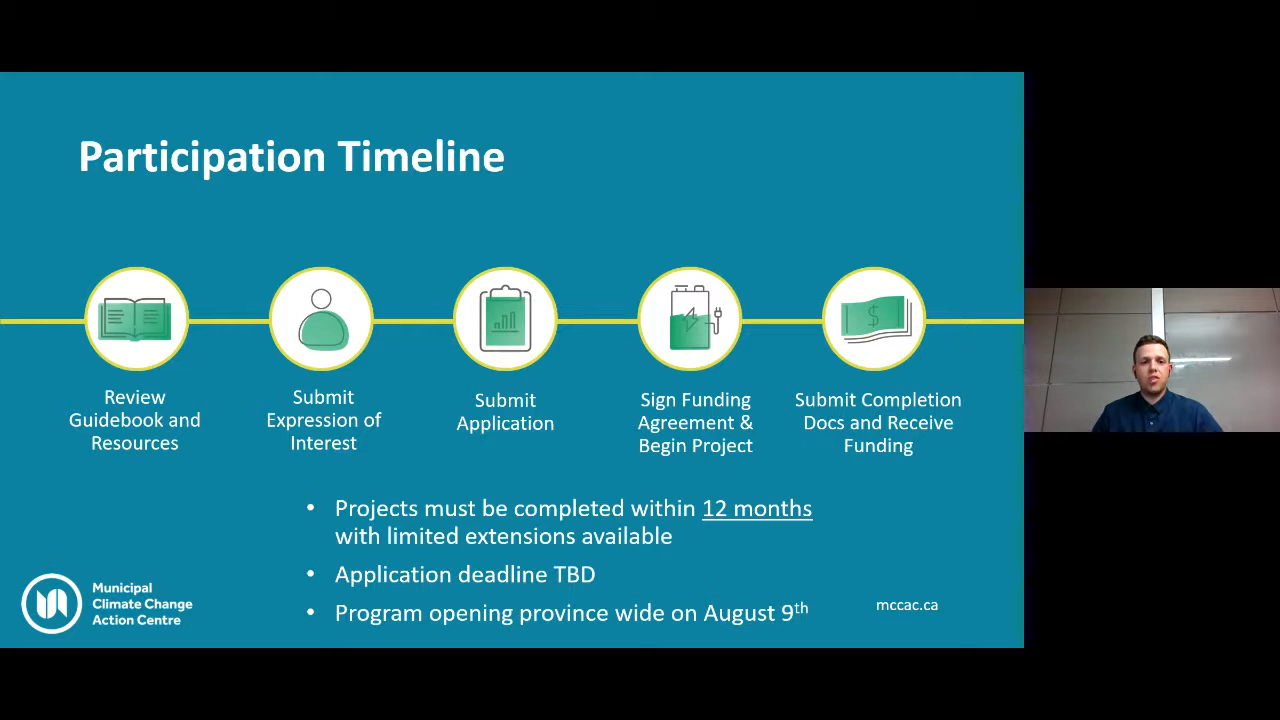 Participation Timeline
Review
Guidebook and
Resources
Submit
Expression of
Interest
Submit
Application
Sign Funding
Agreement &
Begin Project
Submit Completion
Docs and Receive
Funding
• Projects must be completed within 12 months
with limited extensions available
• Application deadline TBD
• Program opening province wide on August 9th
Municipal
Climate Change
Action Centre
mccac.ca